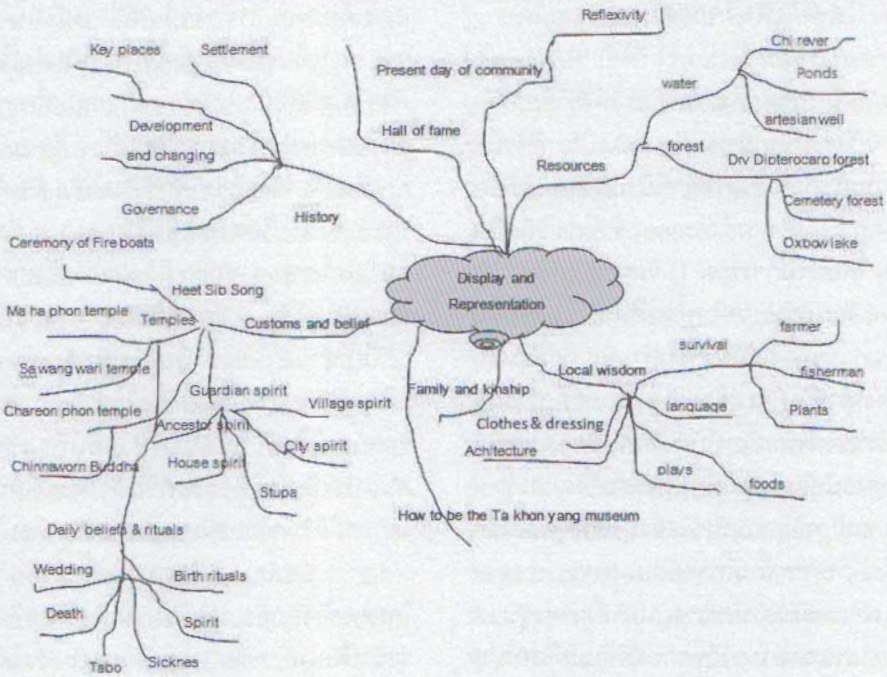 Reflexivity
Key places
Settlement
Chi rever
Present day of community
water
Ponds
Development
and changing
Hall of fame
artesian well
Resources
forest
Drv Dipterocaro forest
Governance
History
Cemetery forest
Oxbow lake
Ceremony of Fire boats
Heet Sib Song
Display and
Representation
Ma ha phon temple
Tempies
Customs and belief
Sawang wari temple
survival
farmer
Guardian spirit
Family and kinship
Local wisdom
fisherman
Village spirit
Chareon phon temple
Ancestor spirit
Clothes & dressing
language
Plants
City spirit
Achitecture
Chinnaworn Buddha
House spirit
plays
foods
Stupa
How to be the Ta khon yang museum
Daily beliefs & rituals
Wedding
Birth rituals
Death
Spirit
Tabo
Sicknes